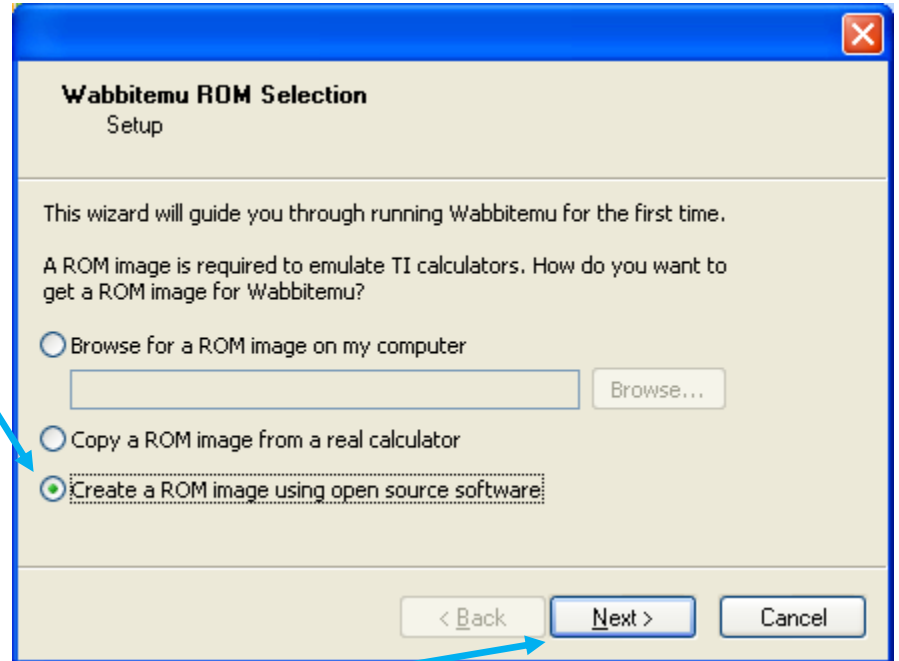 Wabbitemu ROM Selection
Setup
This wizard will guide you through running Wabbitemu for the first time.
A ROM image is required to emulate TI calculators. How do you want to
get a ROM image for Wabbitemu?
Browse for a ROM image on my computer
Browse...
Copy a ROM image from a real calculator
Create a ROM image using open source software
< Back
Next >
Cancel